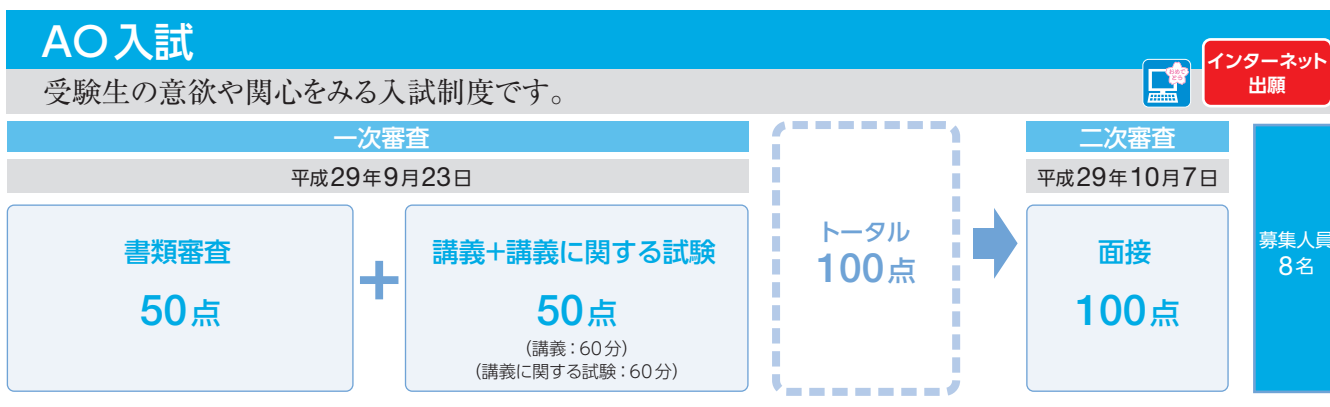 AO入試
受験生の意欲や関心をみる入試制度です。
おめで
とう
インターネット
出願
一次審査
平成29年9月23日
書類審査
50点
+
講義+講義に関する試験
50点
(講義：60分)
(講義に関する試験：60分)
トータル
100点
二次審査
平成29年10月7日
面接
100点
募集人員
8名